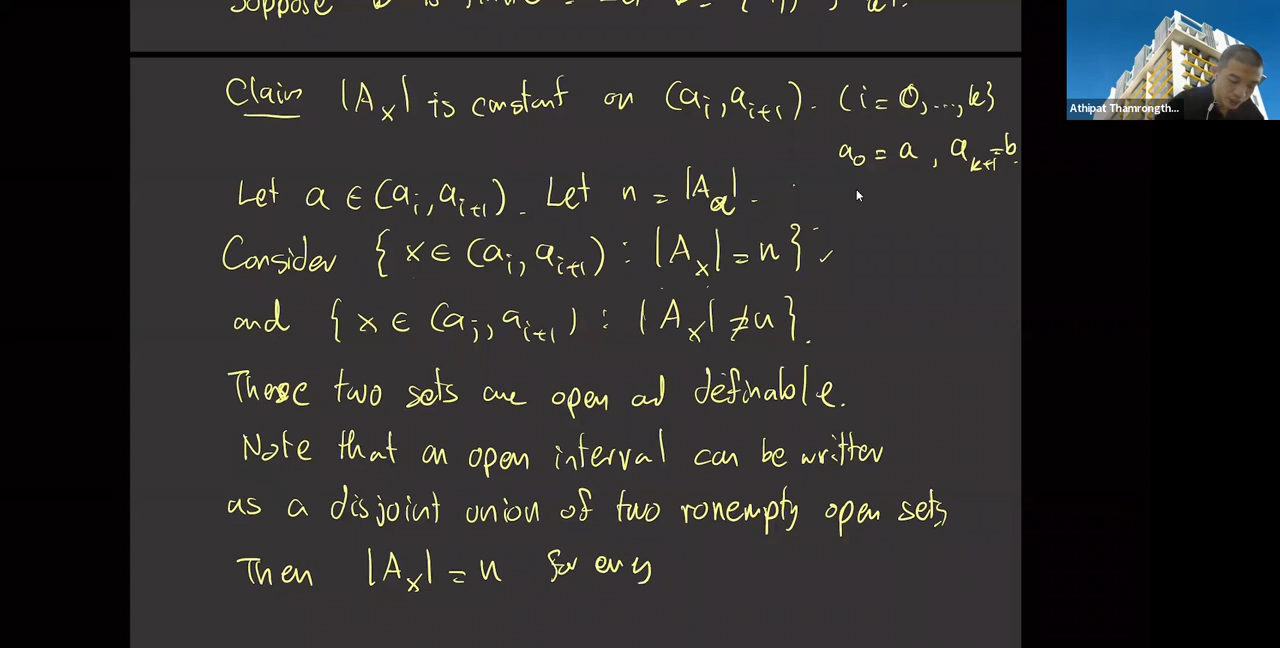 Suppose
Claim |A_x| is constant on (a_i, a_{i+1}). (i = 0, ..., k)
a_0 = a, a_{k+1} = b.
Let a ∈ (a_i, a_{i+1}). Let n = |A_a|.
Consider { x ∈ (a_i, a_{i+1}) : |A_x| = n }
and { x ∈ (a_i, a_{i+1}) : |A_x| ≠ n }.
These two sets are open ad definable.
Note that an open interval can be written
as a disjoint union of two nonempty open sets
Then |A_x| = n for every
Athipat Thamrongth...